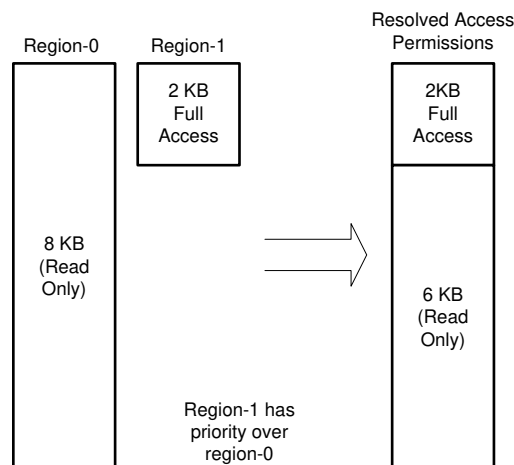 Region-0
Region-1
Resolved Access
Permissions
2 KB
Full
Access
2KB
Full
Access
8 KB
(Read
Only)
6 KB
(Read
Only)
Region-1 has
priority over
region-0